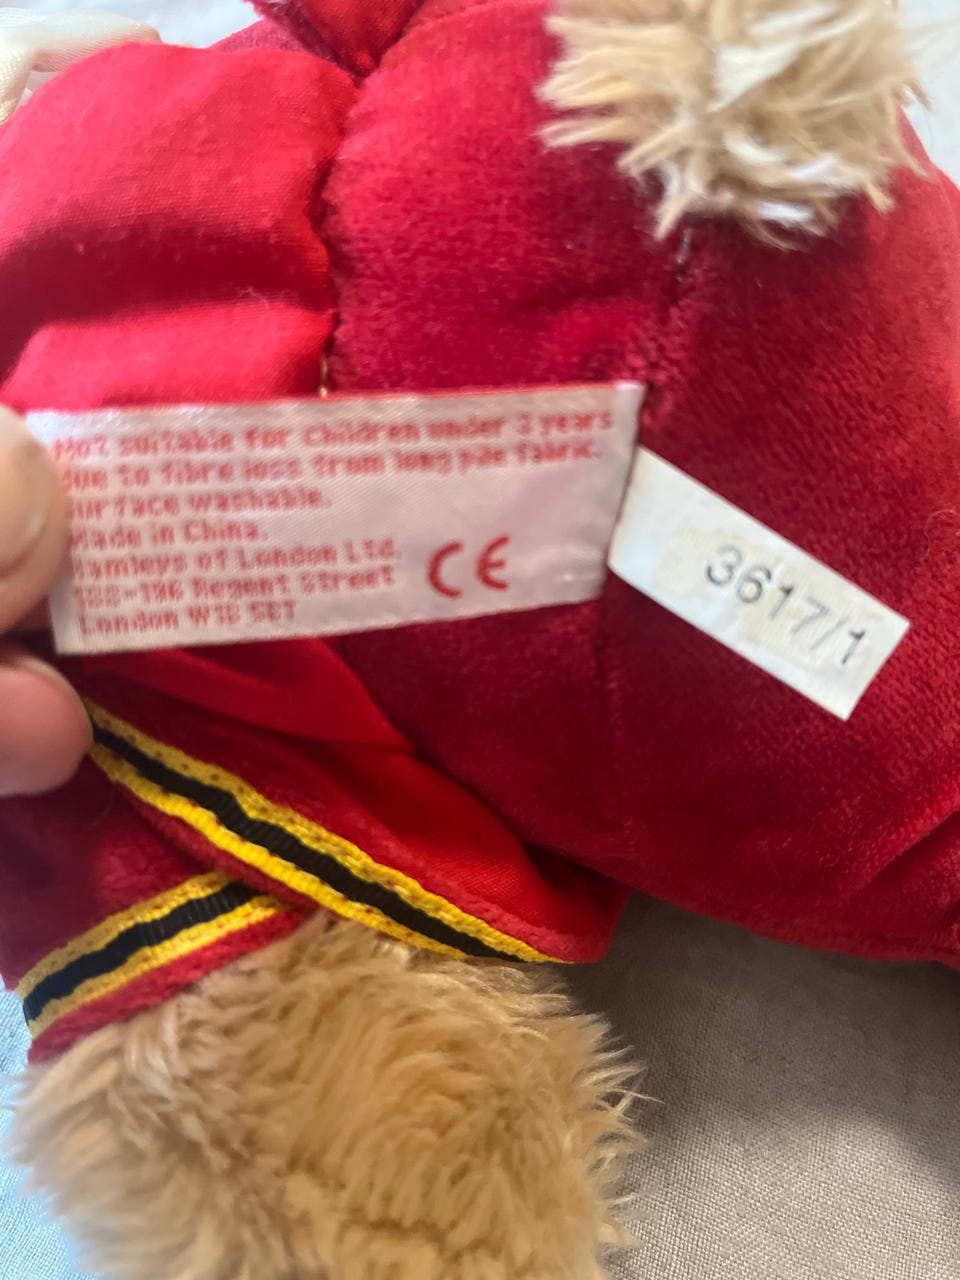 Not suitable for Children under 3 years
due to fibre loss from long pile fabric.
Surface washable.
Made in China.
Hamleys of London Ltd.
188-196 Regent Street
London W1B 5BT
CE
3617/1